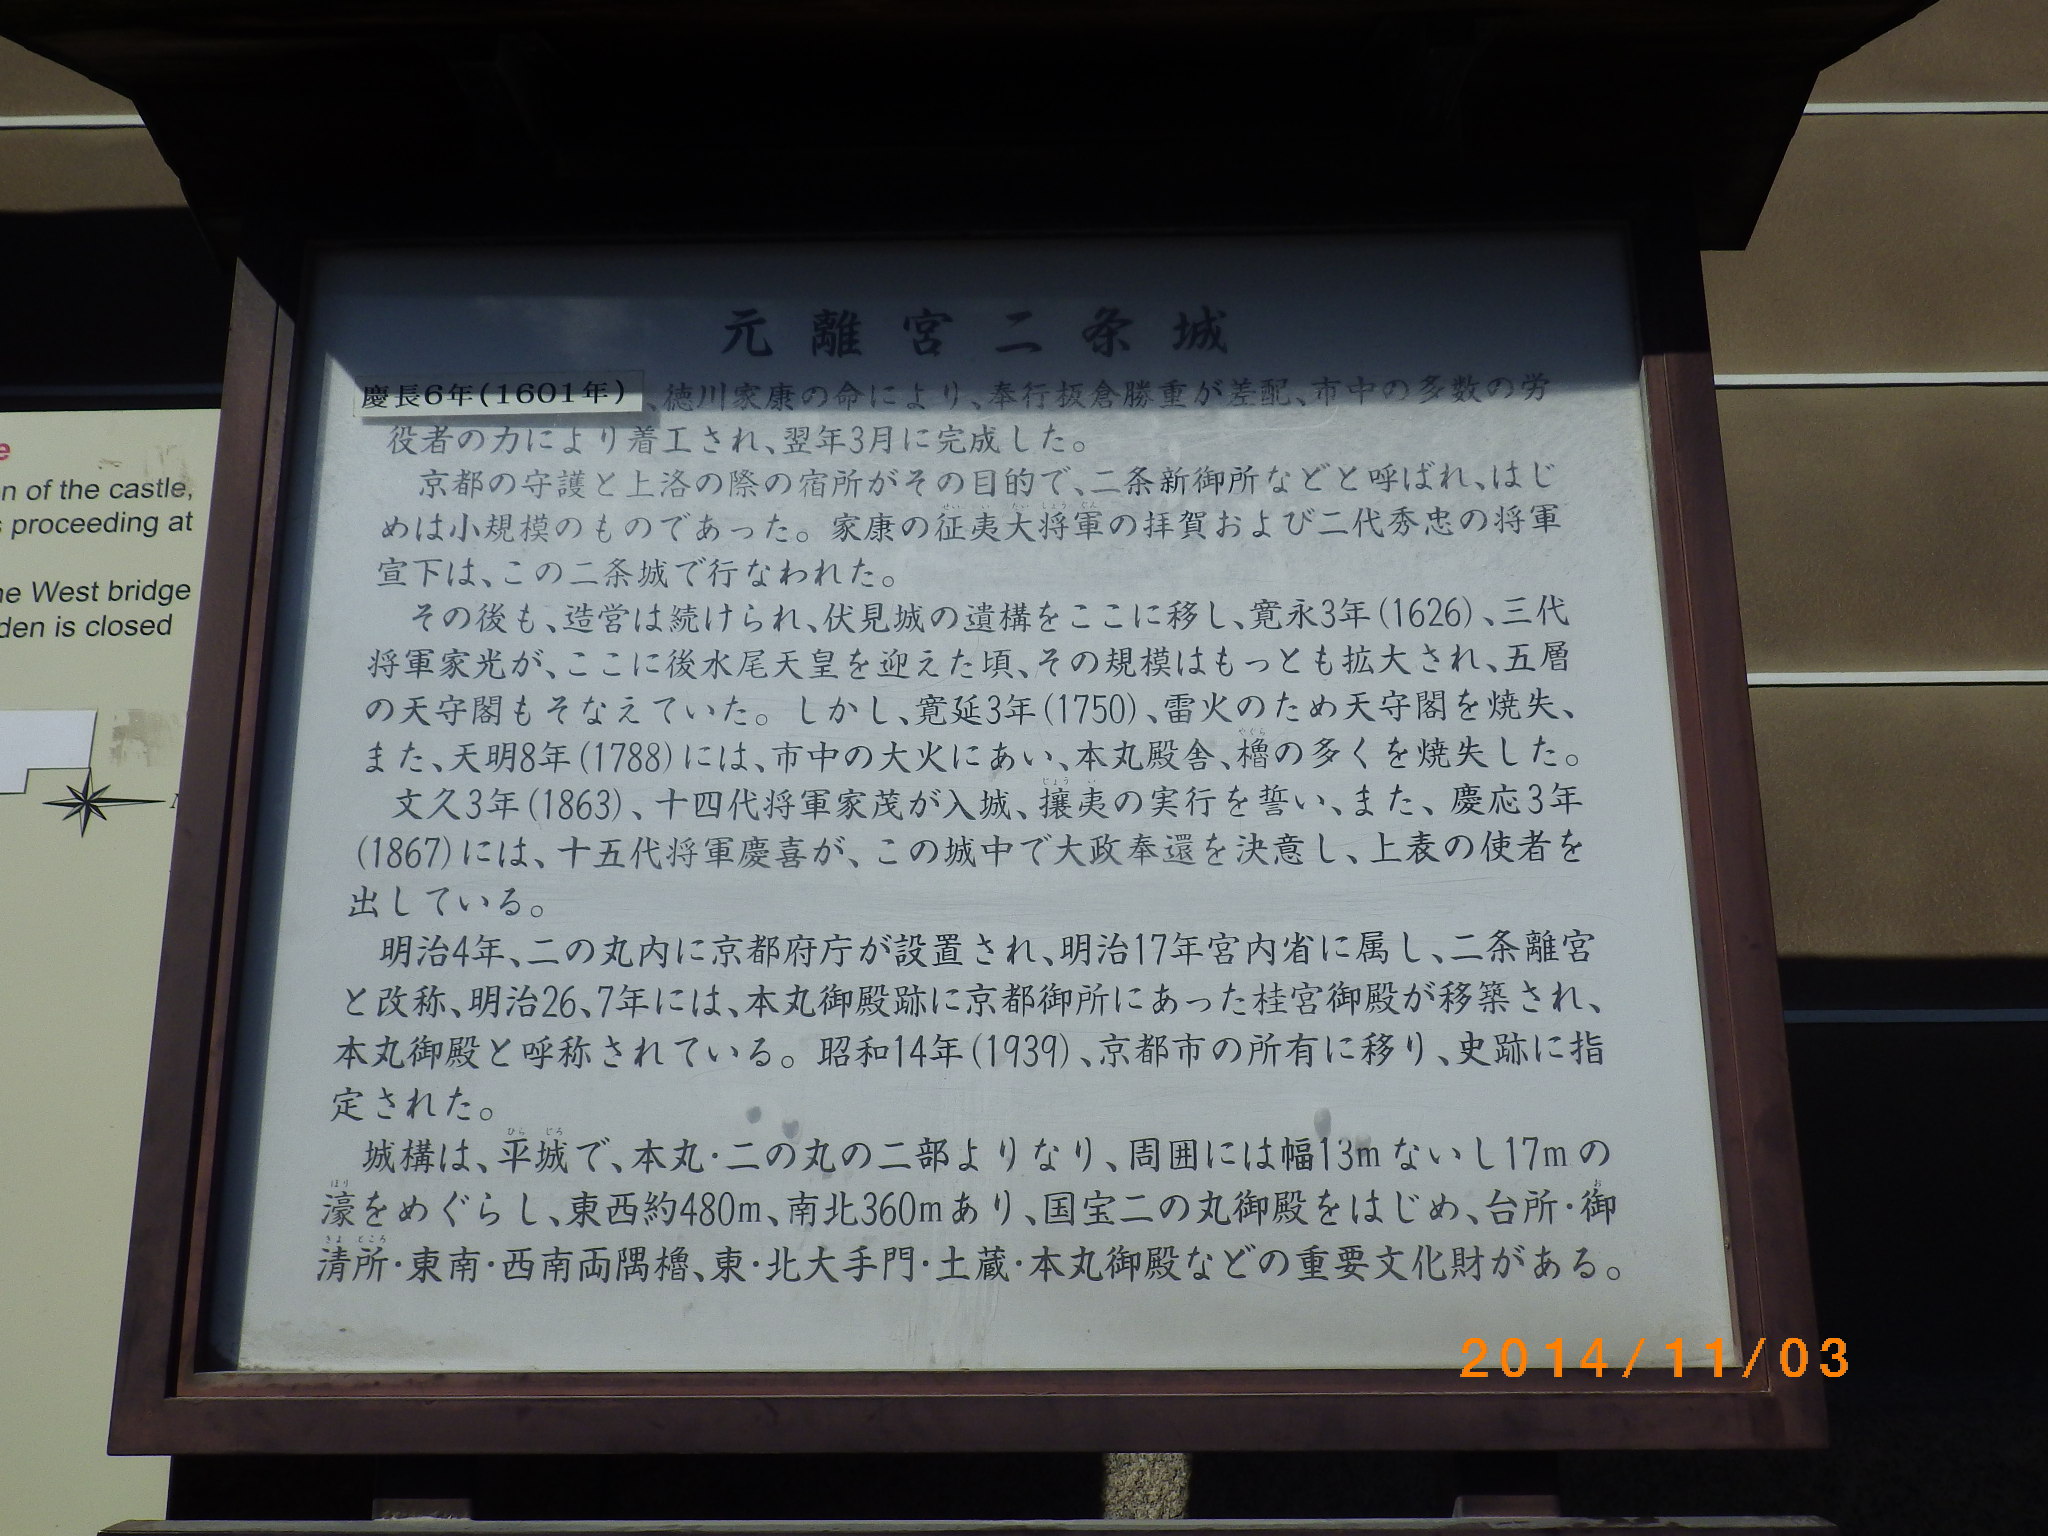 元離宮二条城
慶長6年(1601年)、徳川家康の命により、奉行板倉勝重が差配、市中の多数の労
役者の力により着工され、翌年3月に完成した。
京都の守護と上洛の際の宿所がその目的で、二条新御所などと呼ばれ、はじ
めは小規模のものであった。家康の征夷大将軍の拝賀および二代秀忠の将軍
宣下は、この二条城で行なわれた。
その後も、造営は続けられ、伏見城の遺構をここに移し、寛永3年(1626)、三代
将軍家光が、ここに後水尾天皇を迎えた頃、その規模はもっとも拡大され、五層
の天守閣もそなえていた。しかし、寛延3年(1750)、雷火のため天守閣を焼失、
また、天明8年(1788)には、市中の大火にあい、本丸殿舎、櫓の多くを焼失した。
文久3年(1863)、十四代将軍家茂が入城、攘夷の実行を誓い、また、慶応3年
(1867)には、十五代将軍慶喜が、この城中で大政奉還を決意し、上表の使者を
出している。
明治4年、二の丸内に京都府庁が設置され、明治17年宮内省に属し、二条離宮
と改称、明治26、7年には、本丸御殿跡に京都御所にあった桂宮御殿が移築され、
本丸御殿と呼称されている。昭和14年(1939)、京都市の所有に移り、史跡に指
定された。
城構は、平城で、本丸・二の丸の二部よりなり、周囲には幅13mないし17mの
濠をめぐらし、東西約480m、南北360mあり、国宝二の丸御殿をはじめ、台所・御
清所・東南・西南両隅櫓、東・北大手門・土蔵・本丸御殿などの重要文化財がある。
n of the castle,
proceeding at
West bridge
is closed
2014/11/03